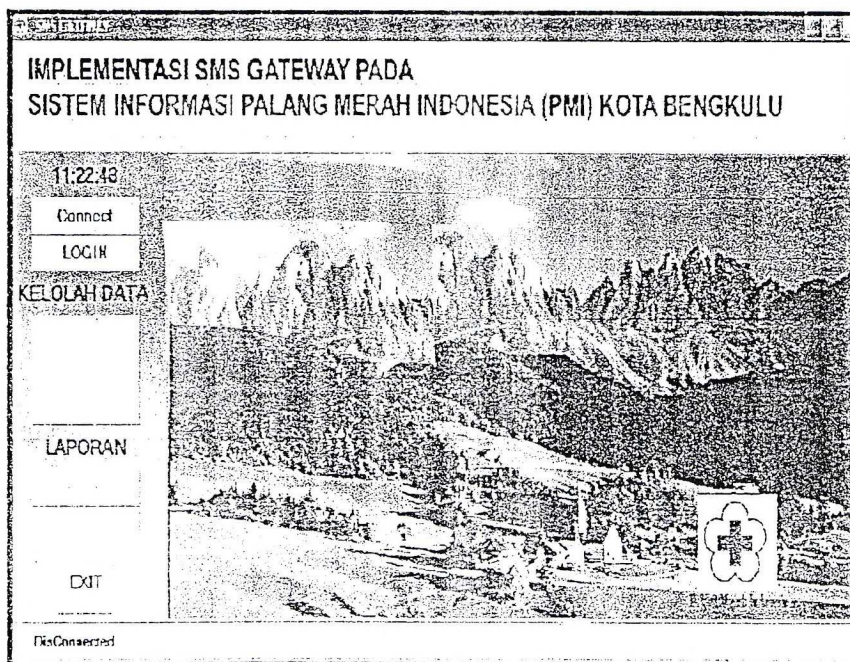 IMPLEMENTASI SMS GATEWAY PADA
SISTEM INFORMASI PALANG MERAH INDONESIA (PMI) KOTA BENGKULU
11:22:48
Connect
LOGIN
KELOLAH DATA
LAPORAN
EXIT
DisConnected